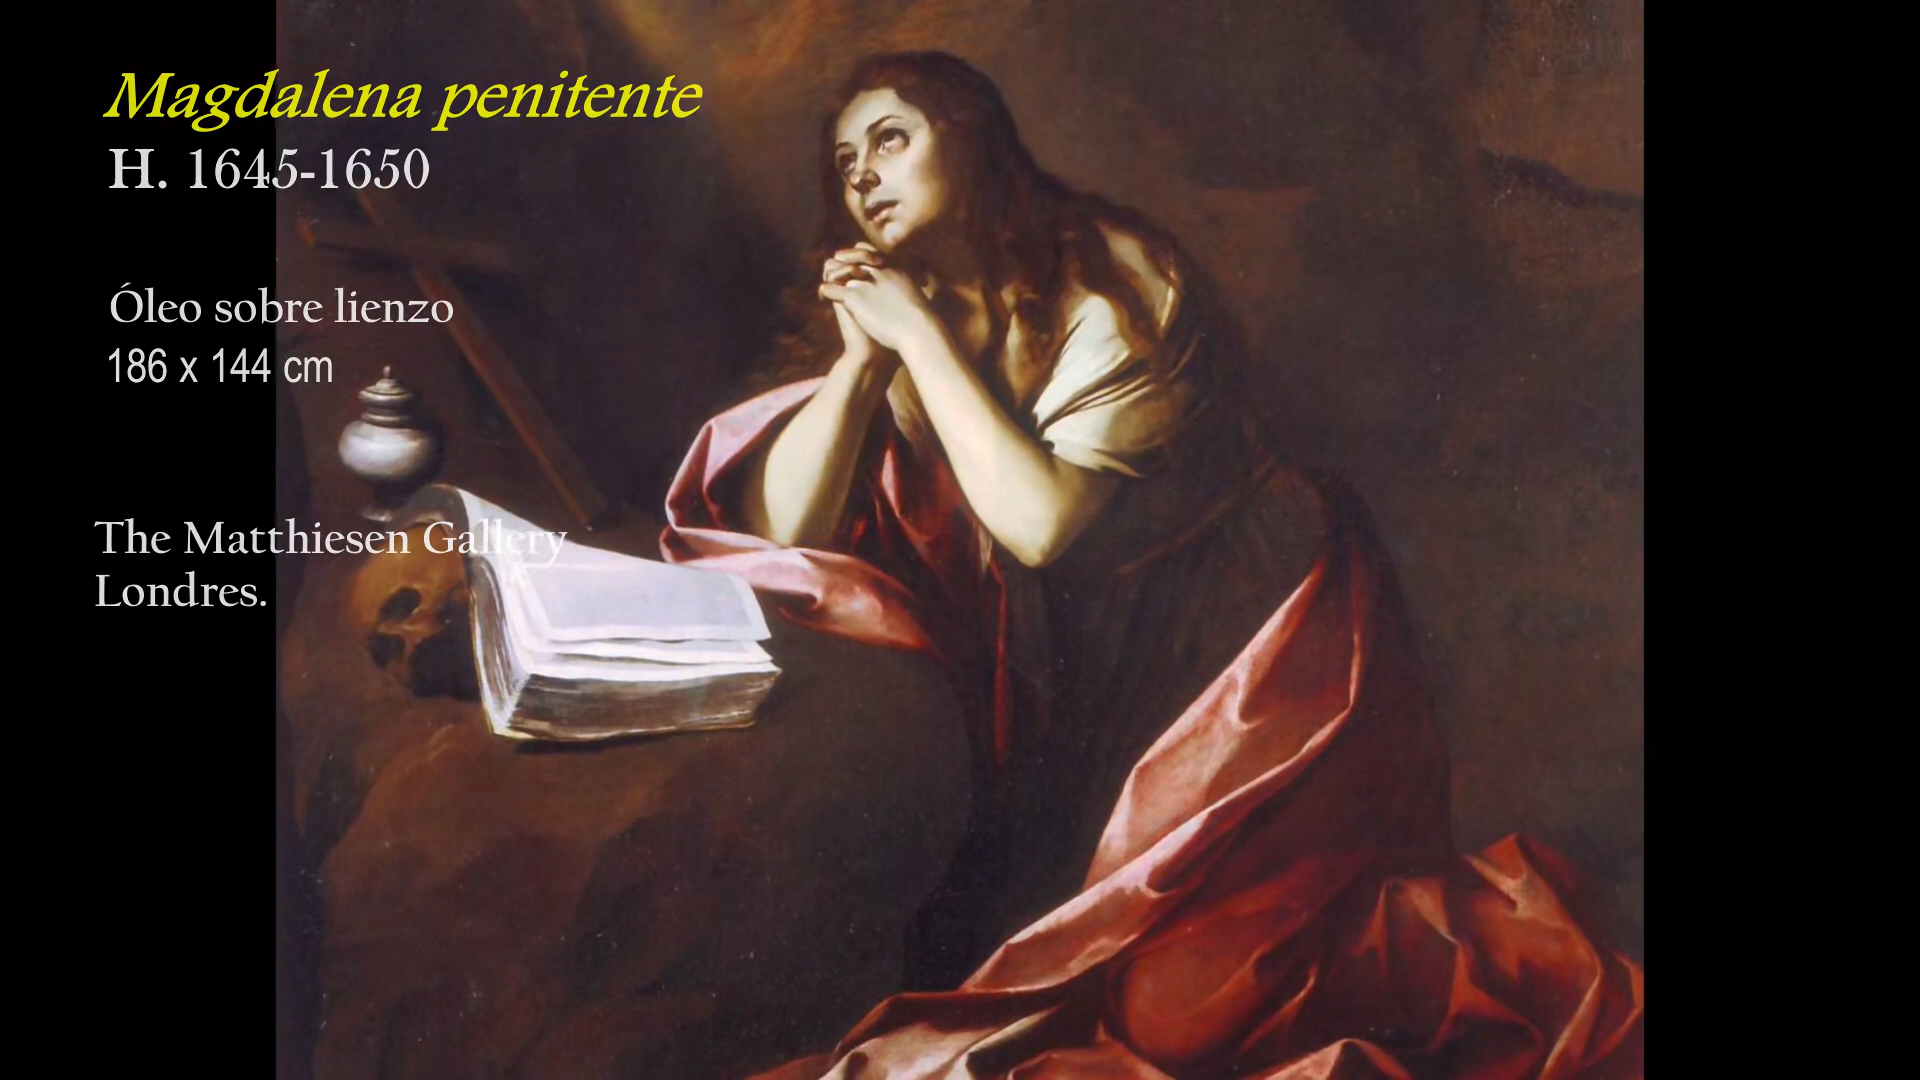 Magdalena penitente
H. 1645-1650
Óleo sobre lienzo
186 x 144 cm
The Matthiesen Gallery
Londres.